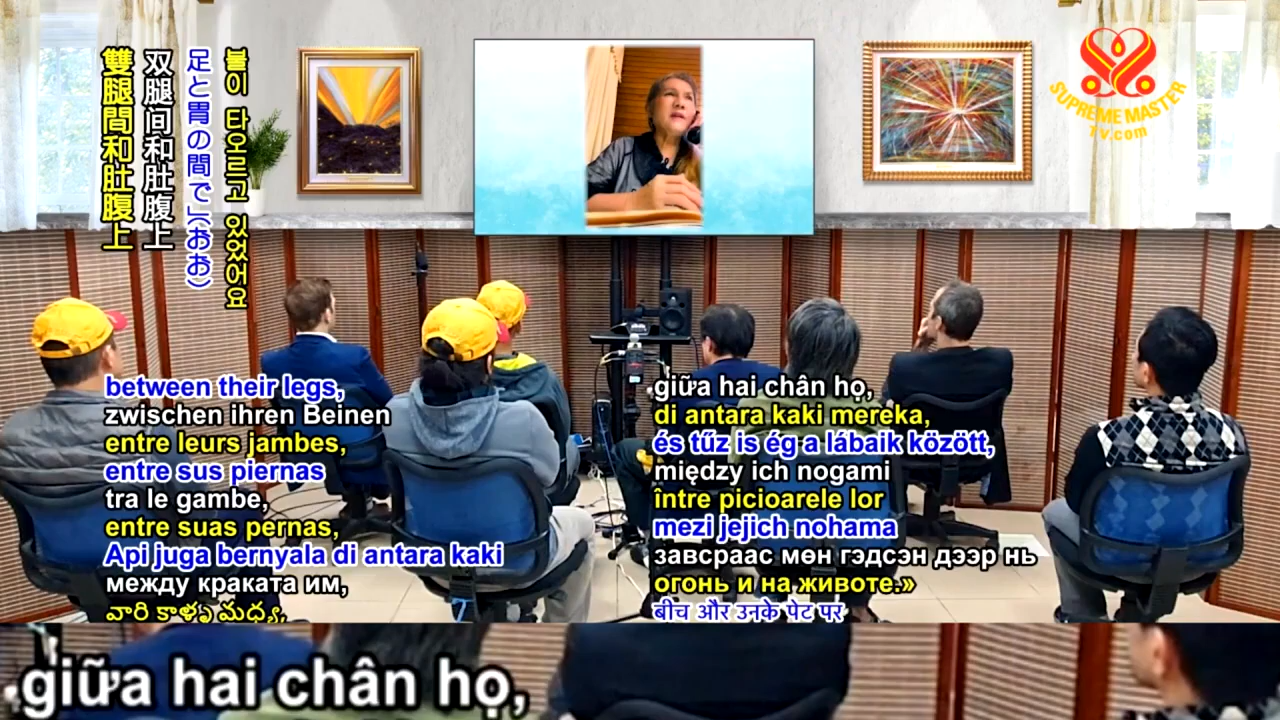 雙腿間和肚腹上
双腿间和肚腹上
足と胃の間で」(おお)
불이 타오르고 있었어요
SUPREME MASTER
TV.com
between their legs,
zwischen ihren Beinen
entre leurs jambes,
entre sus piernas
tra le gambe,
entre suas pernas,
Api juga bernyala di antara kaki
между краката им,
వారి కాళ్ళ మధ్య,
giữa hai chân họ,
di antara kaki mereka,
és tűz is ég a lábaik között,
między ich nogami
între picioarele lor
mezi jejich nohama
завсраас мөн гэдсэн дээр нь
огонь и на животе.»
बीच और उनके पेट पर
giữa hai chân họ,